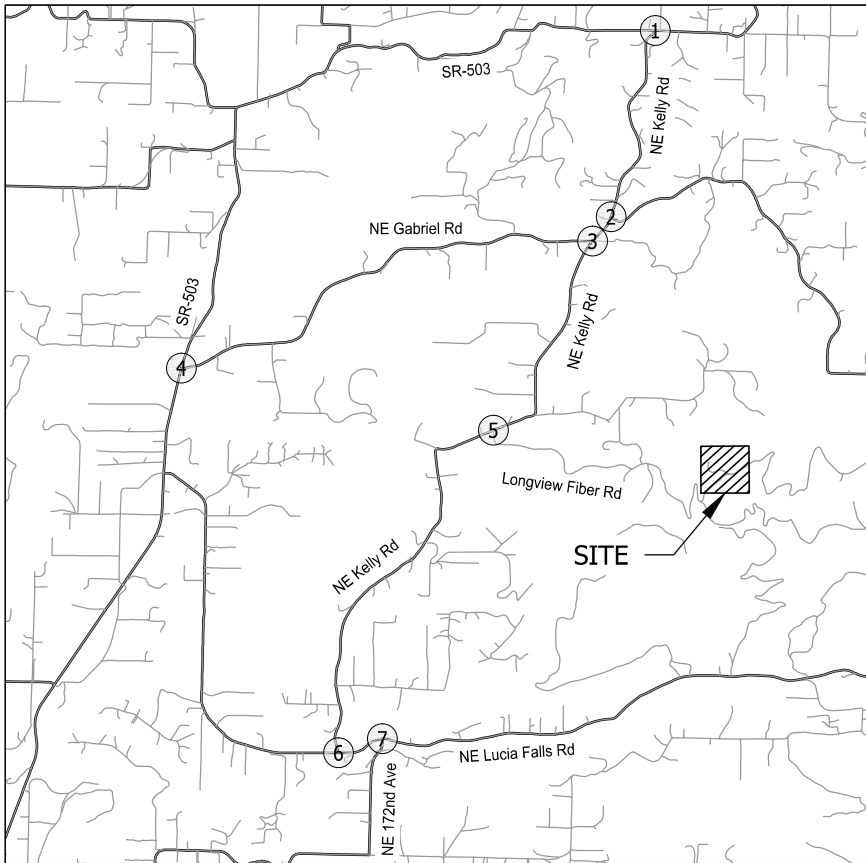 1
SR-503
NE Kelly Rd
2
NE Gabriel Rd
3
SR-503
NE Kelly Rd
4
5
Longview Fiber Rd
SITE
NE Kelly Rd
6
7
NE Lucia Falls Rd
NE 172nd Ave